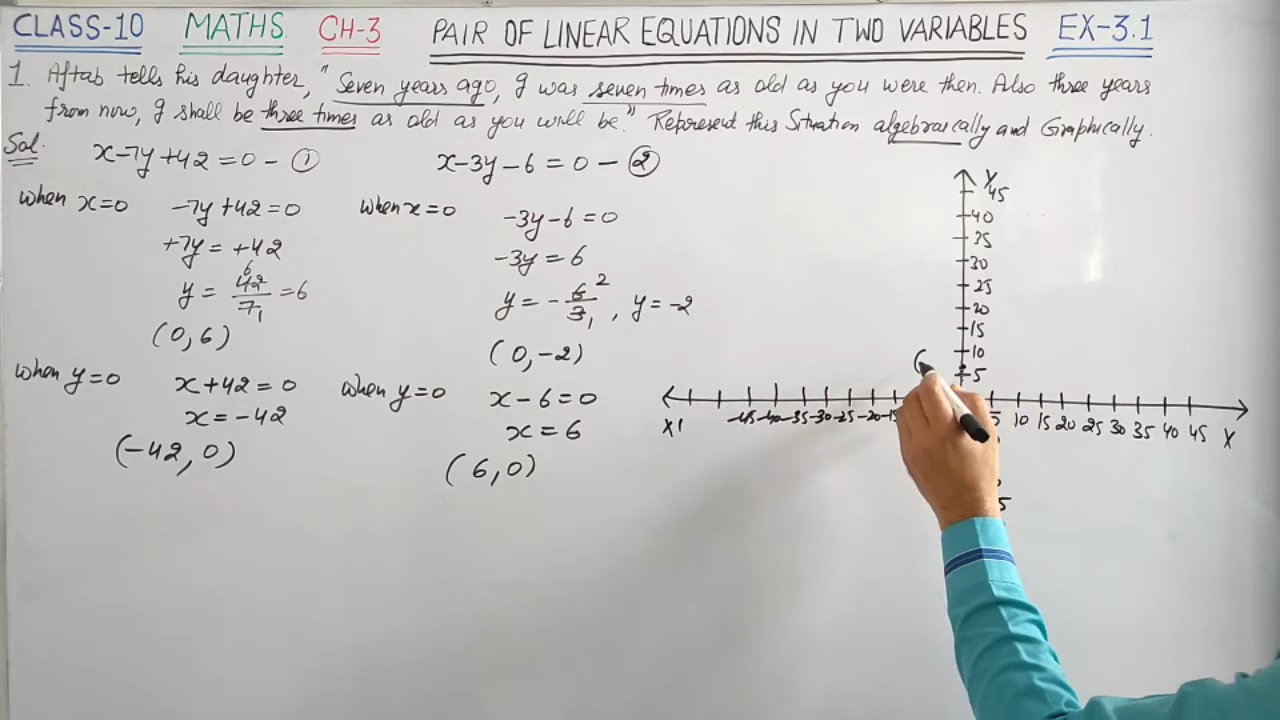 CLASS-10 MATHS CH-3 PAIR OF LINEAR EQUATIONS IN TWO VARIABLES EX-3.1
1. Aftab tells his daughter, "Seven years ago, I was seven times as old as you were then. Also three years
from now, I shall be three times as old as you will be." Represent this Situation algebraically and Graphically.
Sol.
x-7y+42=0 - ①
when x=0 -7y+42=0
+7y = +42
y = 42/7 = 6
6 1
(0,6)
when y=0 x+42=0
x=-42
(-42, 0)
x-3y-6=0 - ②
when x=0 -3y-6=0
-3y=6
y = -6/3, y=-2
2 1
(0,-2)
when y=0 x-6=0
x=6
(6,0)
Y
45
40
35
30
25
20
15
10
5
(
X' -45 -40 -35 -30 -25 -20 -15 5 10 15 20 25 30 35 40 45 X
5